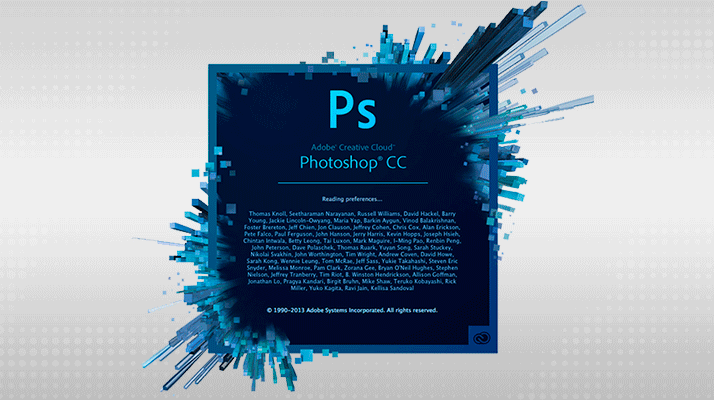 Ps
Adobe® Creative Cloud™
Photoshop® CC
Reading preferences...
Thomas Knoll, Seetharaman Narayanan, Russell Williams, David Hackel, Barry
Young, Jackie Lincoln-Owyang, Maria Yap, Barkin Aygun, Vinod Balakrishnan,
Foster Brereton, Jeff Chien, Jon Clauson, Jeffrey Cohen, Chris Cox, Alan Erickson,
Pete Falco, Paul Ferguson, John Hanson, Jerry Harris, Kevin Hopps, Joseph Hsieh,
Chintan Intwala, Betty Leong, Tai Luxon, Mark Maguire, I-Ming Pao, Renbin Peng,
John Peterson, Dave Polaschek, Thomas Ruark, Yuyan Song, Sarah Stuckey,
Nikolai Svakhin, John Worthington, Tim Wright, Andrew Coven, David Howe,
Sarah Kong, Wennie Leung, Tom McRae, Jeff Sass, Yukie Takahashi, Steven Eric
Snyder, Melissa Monroe, Pam Clark, Zorana Gee, Bryan O'Neil Hughes, Stephen
Nielson, Jeffrey Tranberry, Tim Riot, B. Winston Hendrickson, Allison Goffman,
Jonathan Lo, Pragya Kandari, Birgit Bruhn, Mike Shaw, Teruko Kobayashi, Rick
Miller, Yuko Kagita, Ravi Jain, Kellisa Sandoval
© 1990-2013 Adobe Systems Incorporated. All rights reserved.